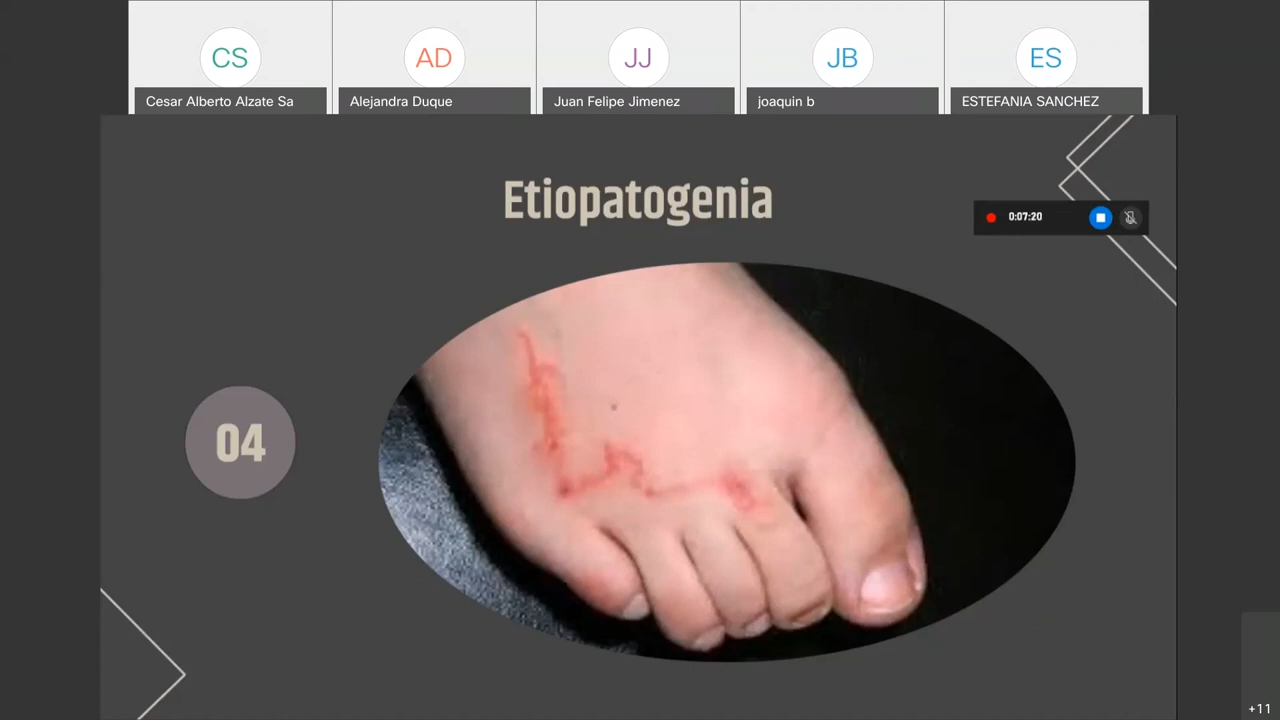 CS
AD
JJ
JB
ES
Cesar Alberto Alzate Sa
Alejandra Duque
Juan Felipe Jimenez
joaquin b
ESTEFANIA SANCHEZ
Etiopatogenia
0:07:20
04
+11